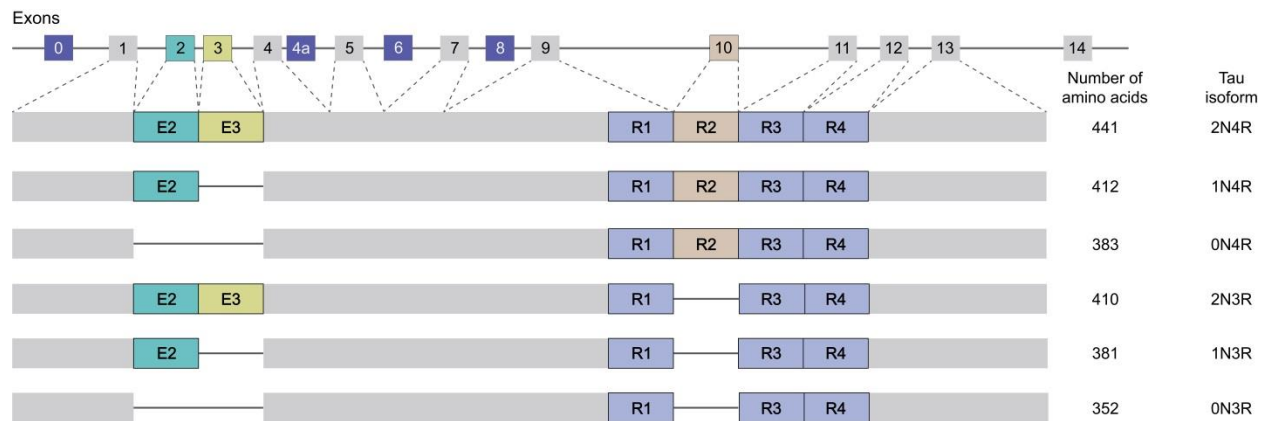 Exons
0 1 2 3 4 4a 5 6 7 8 9 10 11 12 13 14
Number of amino acids
Tau isoform
E2 E3 R1 R2 R3 R4 441 2N4R
E2 R1 R2 R3 R4 412 1N4R
R1 R2 R3 R4 383 0N4R
E2 E3 R1 R3 R4 410 2N3R
E2 R1 R3 R4 381 1N3R
R1 R3 R4 352 0N3R